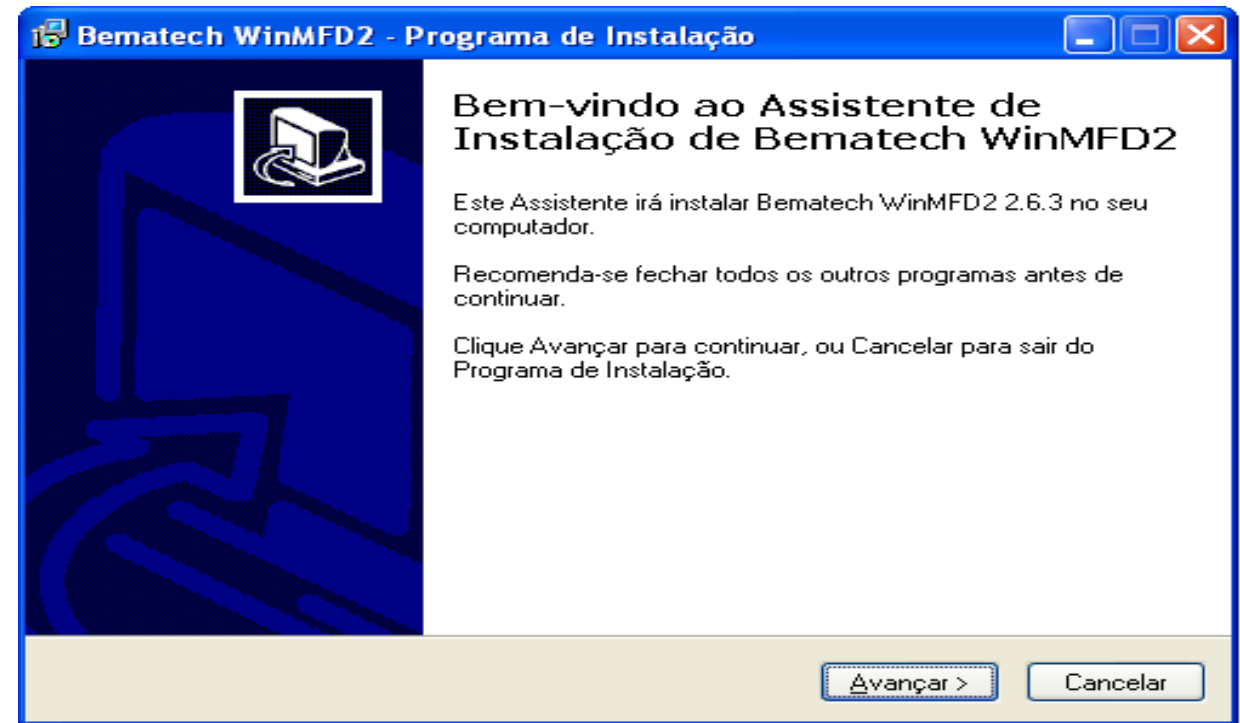 Bematech WinMFD2 - Programa de Instalação
Bem-vindo ao Assistente de
Instalação de Bematech WinMFD2
Este Assistente irá instalar Bematech WinMFD2 2.6.3 no seu
computador.
Recomenda-se fechar todos os outros programas antes de
continuar.
Clique Avançar para continuar, ou Cancelar para sair do
Programa de Instalação.
Avançar >
Cancelar